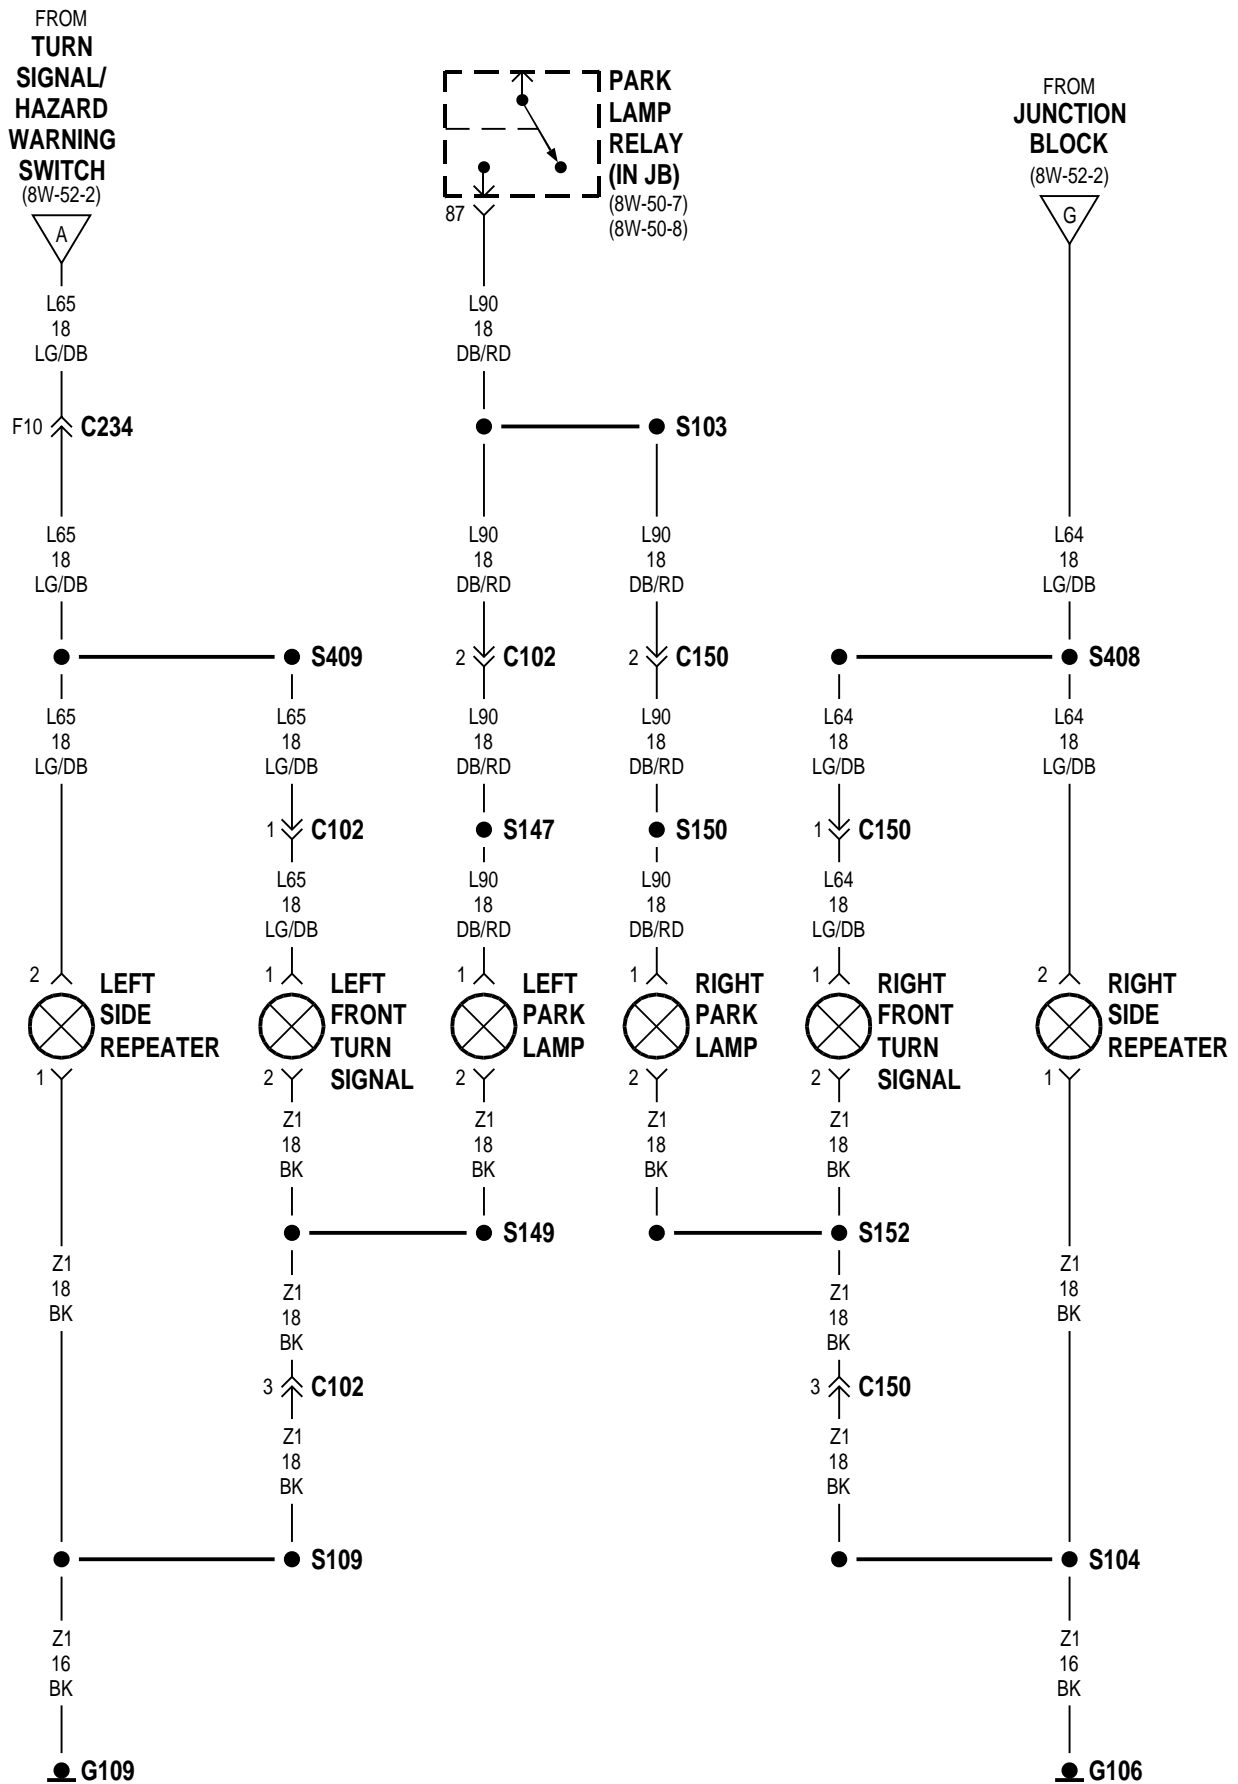 FROM
TURN
SIGNAL/
HAZARD
WARNING
SWITCH
(8W-52-2)
A
PARK
LAMP
RELAY
(IN JB)
(8W-50-7)
(8W-50-8)
87
FROM
JUNCTION
BLOCK
(8W-52-2)
G
L65
18
LG/DB
L90
18
DB/RD
F10
C234
S103
L65
18
LG/DB
L90
18
DB/RD
L90
18
DB/RD
L64
18
LG/DB
S409
2
C102
2
C150
S408
L65
18
LG/DB
L65
18
LG/DB
L90
18
DB/RD
L90
18
DB/RD
L64
18
LG/DB
L64
18
LG/DB
1
C102
S147
S150
1
C150
L65
18
LG/DB
L90
18
DB/RD
L90
18
DB/RD
L64
18
LG/DB
2
LEFT
SIDE
REPEATER
1
1
LEFT
FRONT
TURN
SIGNAL
2
1
LEFT
PARK
LAMP
2
1
RIGHT
PARK
LAMP
2
1
RIGHT
FRONT
TURN
SIGNAL
2
2
RIGHT
SIDE
REPEATER
1
Z1
18
BK
Z1
18
BK
Z1
18
BK
Z1
18
BK
S149
S152
Z1
18
BK
Z1
18
BK
Z1
18
BK
Z1
18
BK
3
C102
3
C150
Z1
18
BK
Z1
18
BK
S109
S104
Z1
16
BK
Z1
16
BK
G109
G106